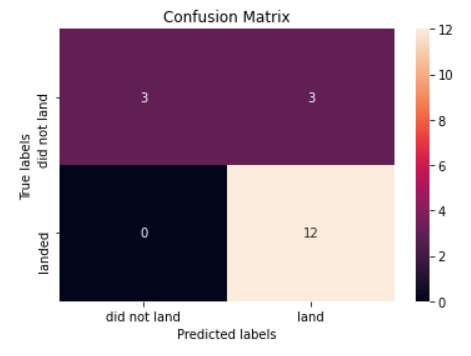 Confusion Matrix
True labels
did not land
landed
3 3
0 12
did not land land
Predicted labels
12
10
8
6
4
2
0